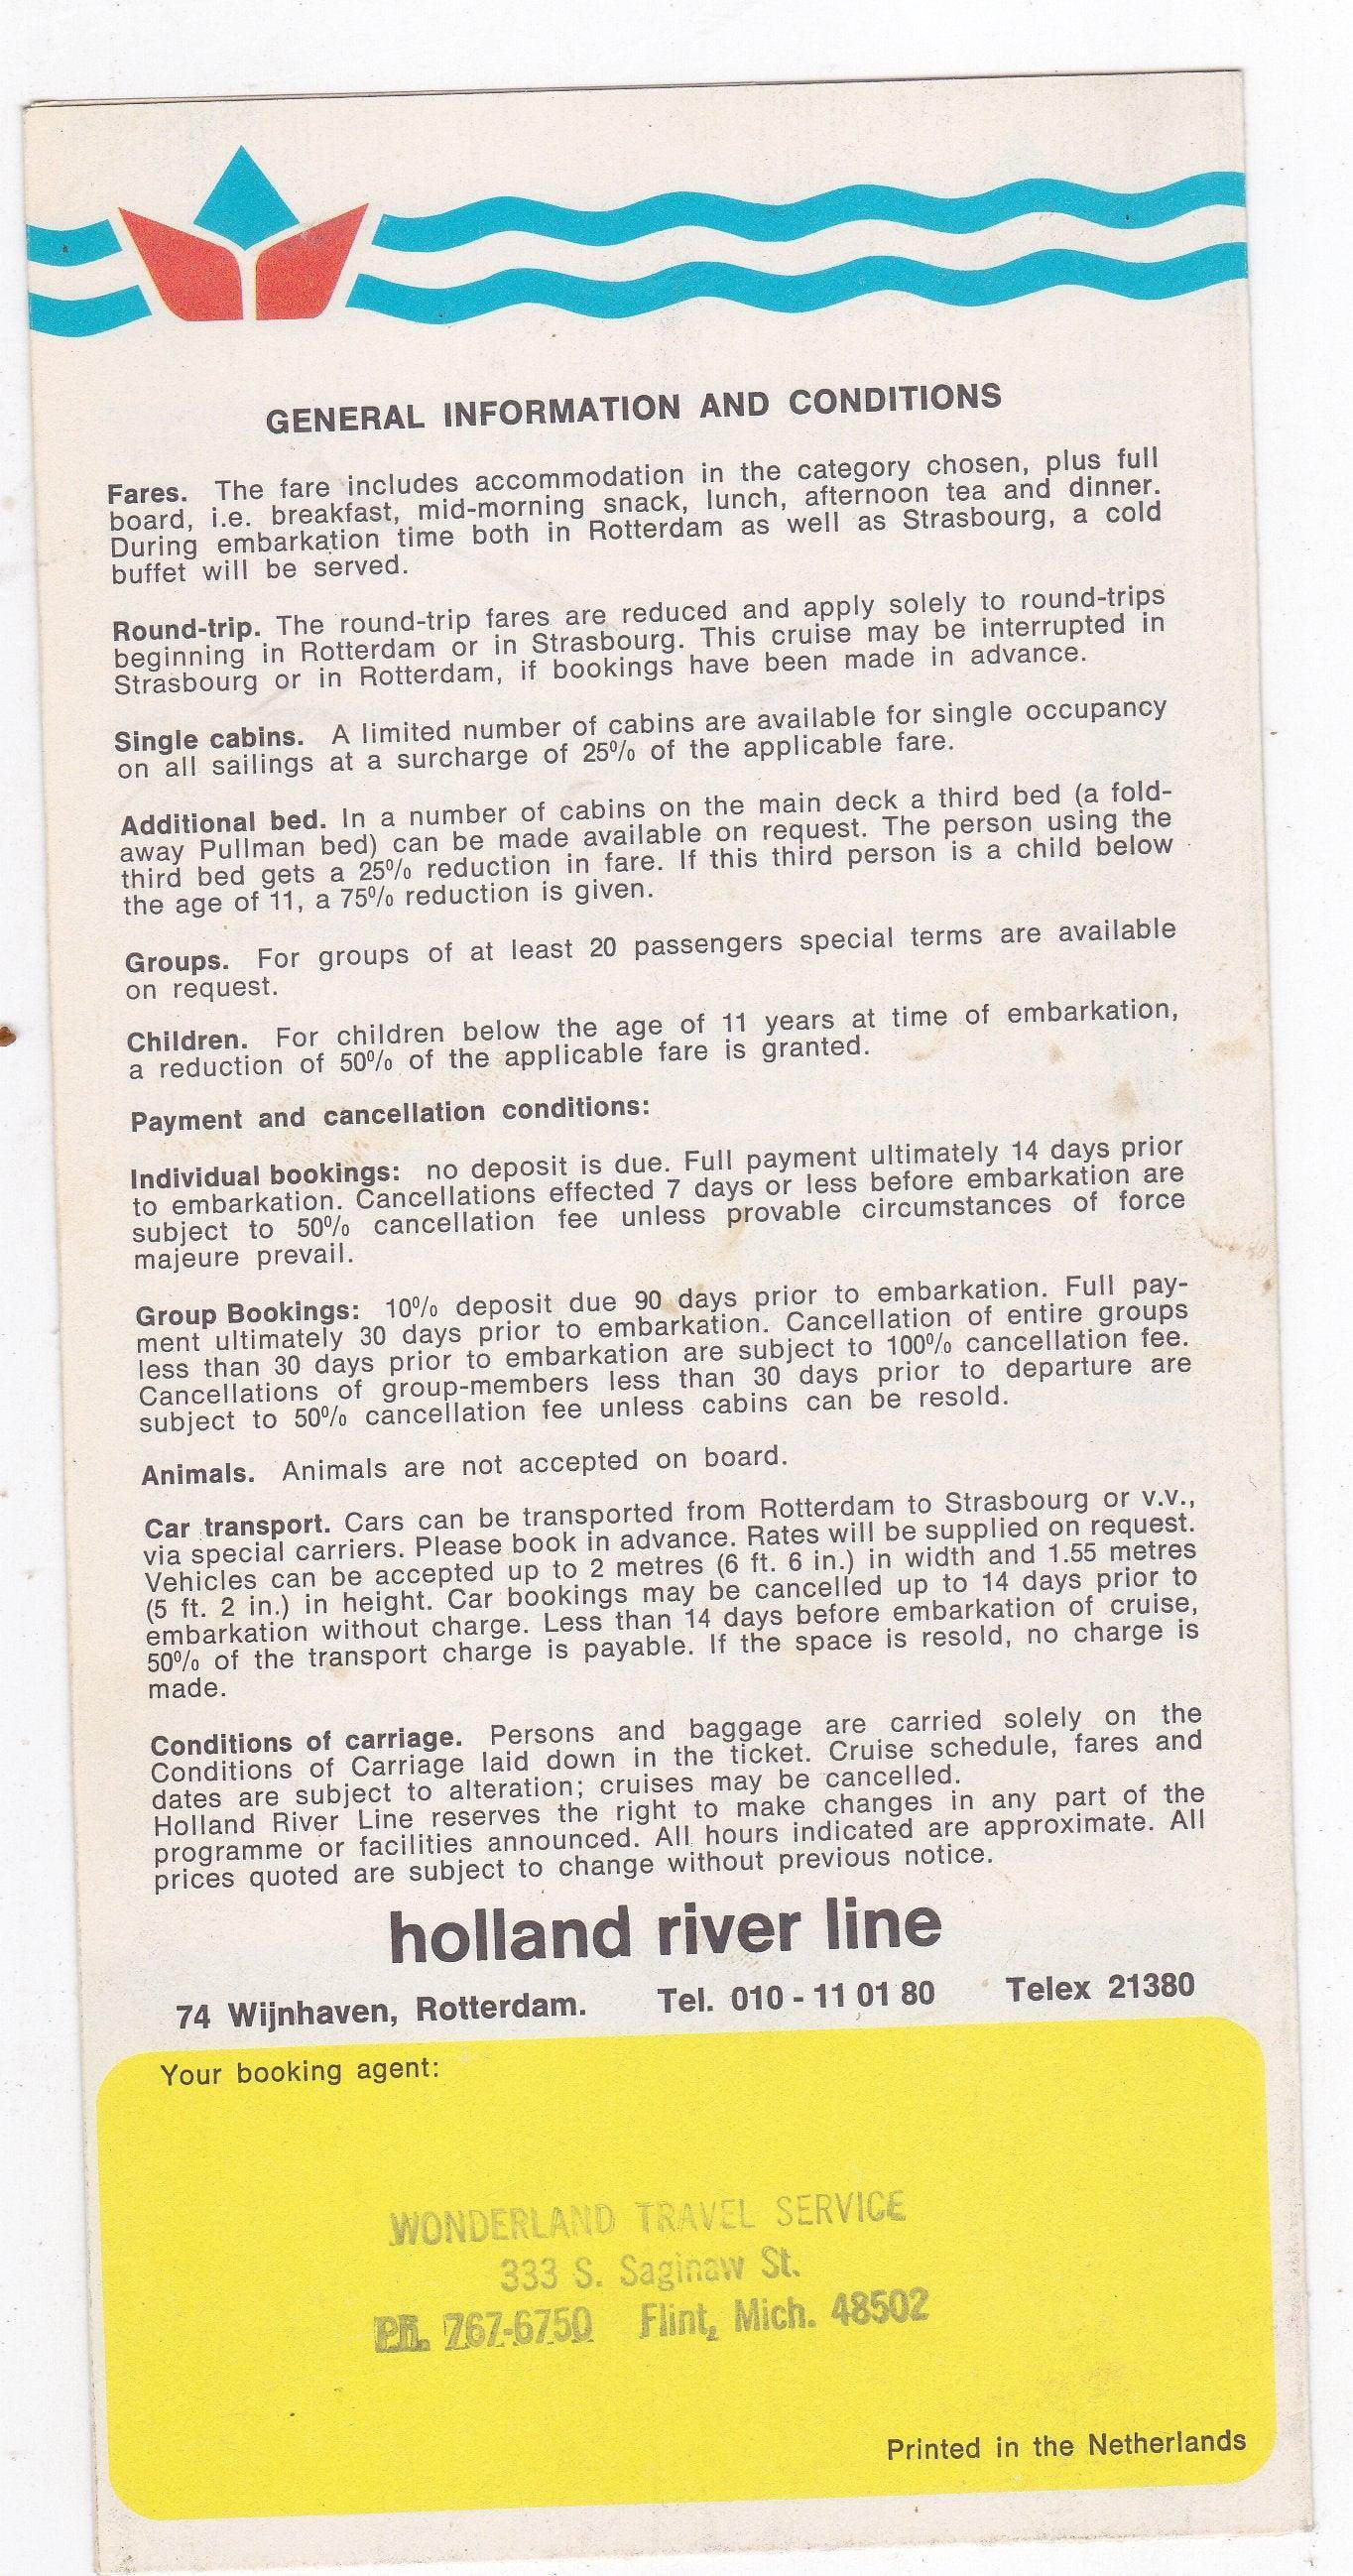 GENERAL INFORMATION AND CONDITIONS
Fares. The fare includes accommodation in the category chosen, plus full
board, i.e. breakfast, mid-morning snack, lunch, afternoon tea and dinner.
During embarkation time both in Rotterdam as well as Strasbourg, a cold
buffet will be served.
Round-trip. The round-trip fares are reduced and apply solely to round-trips
beginning in Rotterdam or in Strasbourg. This cruise may be interrupted in
Strasbourg or in Rotterdam, if bookings have been made in advance.
Single cabins. A limited number of cabins are available for single occupancy
on all sailings at a surcharge of 25% of the applicable fare.
Additional bed. In a number of cabins on the main deck a third bed (a fold-
away Pullman bed) can be made available on request. The person using the
third bed gets a 25% reduction in fare. If this third person is a child below
the age of 11, a 75% reduction is given.
Groups. For groups of at least 20 passengers special terms are available
on request.
Children. For children below the age of 11 years at time of embarkation,
a reduction of 50% of the applicable fare is granted.
Payment and cancellation conditions:
Individual bookings: no deposit is due. Full payment ultimately 14 days prior
to embarkation. Cancellations effected 7 days or less before embarkation are
subject to 50% cancellation fee unless provable circumstances of force
majeure prevail.
Group Bookings: 10% deposit due 90 days prior to embarkation. Full pay-
ment ultimately 30 days prior to embarkation. Cancellation of entire groups
less than 30 days prior to embarkation are subject to 100% cancellation fee.
Cancellations of group-members less than 30 days prior to departure are
subject to 50% cancellation fee unless cabins can be resold.
Animals. Animals are not accepted on board.
Car transport. Cars can be transported from Rotterdam to Strasbourg or v.v.,
via special carriers. Please book in advance. Rates will be supplied on request.
Vehicles can be accepted up to 2 metres (6 ft. 6 in.) in width and 1.55 metres
(5 ft. 2 in.) in height. Car bookings may be cancelled up to 14 days prior to
embarkation without charge. Less than 14 days before embarkation of cruise,
50% of the transport charge is payable. If the space is resold, no charge is
made.
Conditions of carriage. Persons and baggage are carried solely on the
Conditions of Carriage laid down in the ticket. Cruise schedule, fares and
dates are subject to alteration; cruises may be cancelled.
Holland River Line reserves the right to make changes in any part of the
programme or facilities announced. All hours indicated are approximate. All
prices quoted are subject to change without previous notice.
holland river line
74 Wijnhaven, Rotterdam. Tel. 010 - 11 01 80 Telex 21380
Your booking agent:
WONDERLAND TRAVEL SERVICE
333 S. Saginaw St.
Ph. 767-6750 Flint, Mich. 48502
Printed in the Netherlands